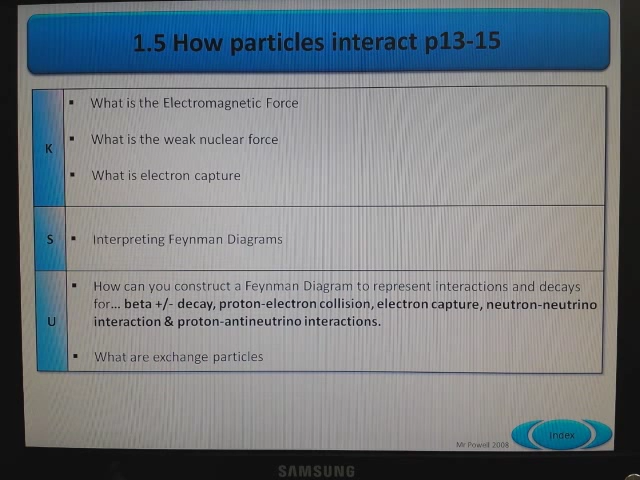 1.5 How particles interact p13-15
K
▪ What is the Electromagnetic Force
▪ What is the weak nuclear force
▪ What is electron capture
S
▪ Interpreting Feynman Diagrams
U
▪ How can you construct a Feynman Diagram to represent interactions and decays
for... beta +/- decay, proton-electron collision, electron capture, neutron-neutrino
interaction & proton-antineutrino interactions.
▪ What are exchange particles
Mr Powell 2008
Index
SAMSUNG